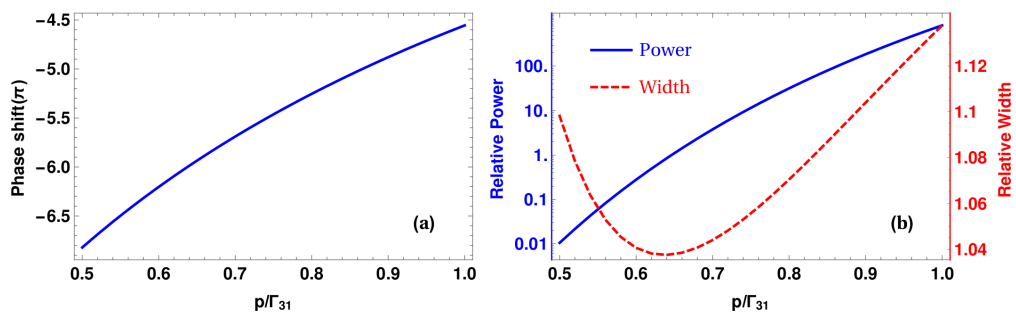 -4.5
-5.0
-5.5
-6.0
-6.5
Phase shift(π)
0.5 0.6 0.7 0.8 0.9 1.0
p/Γ31
(a)
100.
10.
1.
0.1
0.01
Relative Power
Power
Width
1.12
1.1
1.08
1.06
1.04
Relative Width
0.5 0.6 0.7 0.8 0.9 1.0
p/Γ31
(b)